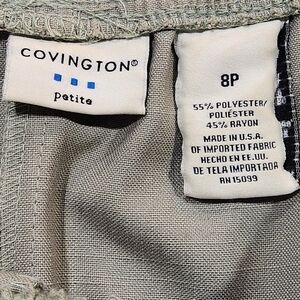 COVINGTON®
petite
8P
55% POLYESTER/
POLIÉSTER
45% RAYON
MADE IN U.S.A.
OF IMPORTED FABRIC
HECHO EN EE.UU.
DE TELA IMPORTADA
RN 15099